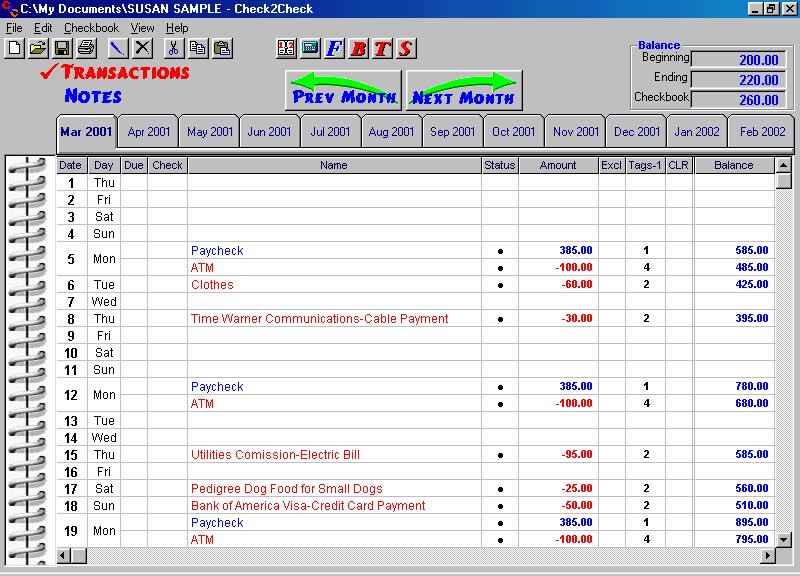 C:\My Documents\SUSAN SAMPLE - Check2Check
File Edit Checkbook View Help
F B T S
TRANSACTIONS
NOTES
PREV MONTH NEXT MONTH
Balance
Beginning 200.00
Ending 220.00
Checkbook 260.00
Mar 2001 Apr 2001 May 2001 Jun 2001 Jul 2001 Aug 2001 Sep 2001 Oct 2001 Nov 2001 Dec 2001 Jan 2002 Feb 2002
Date Day Due Check Name Status Amount Excl Tags-1 CLR Balance
1 Thu
2 Fri
3 Sat
4 Sun
5 Mon Paycheck • 385.00 1 585.00
ATM • -100.00 4 485.00
6 Tue Clothes • -60.00 2 425.00
7 Wed
8 Thu Time Warner Communications-Cable Payment • -30.00 2 395.00
9 Fri
10 Sat
11 Sun
12 Mon Paycheck • 385.00 1 780.00
ATM • -100.00 4 680.00
13 Tue
14 Wed
15 Thu Utilities Comission-Electric Bill • -95.00 2 585.00
16 Fri
17 Sat Pedigree Dog Food for Small Dogs • -25.00 2 560.00
18 Sun Bank of America Visa-Credit Card Payment • -50.00 2 510.00
19 Mon Paycheck • 385.00 1 895.00
ATM • -100.00 4 795.00